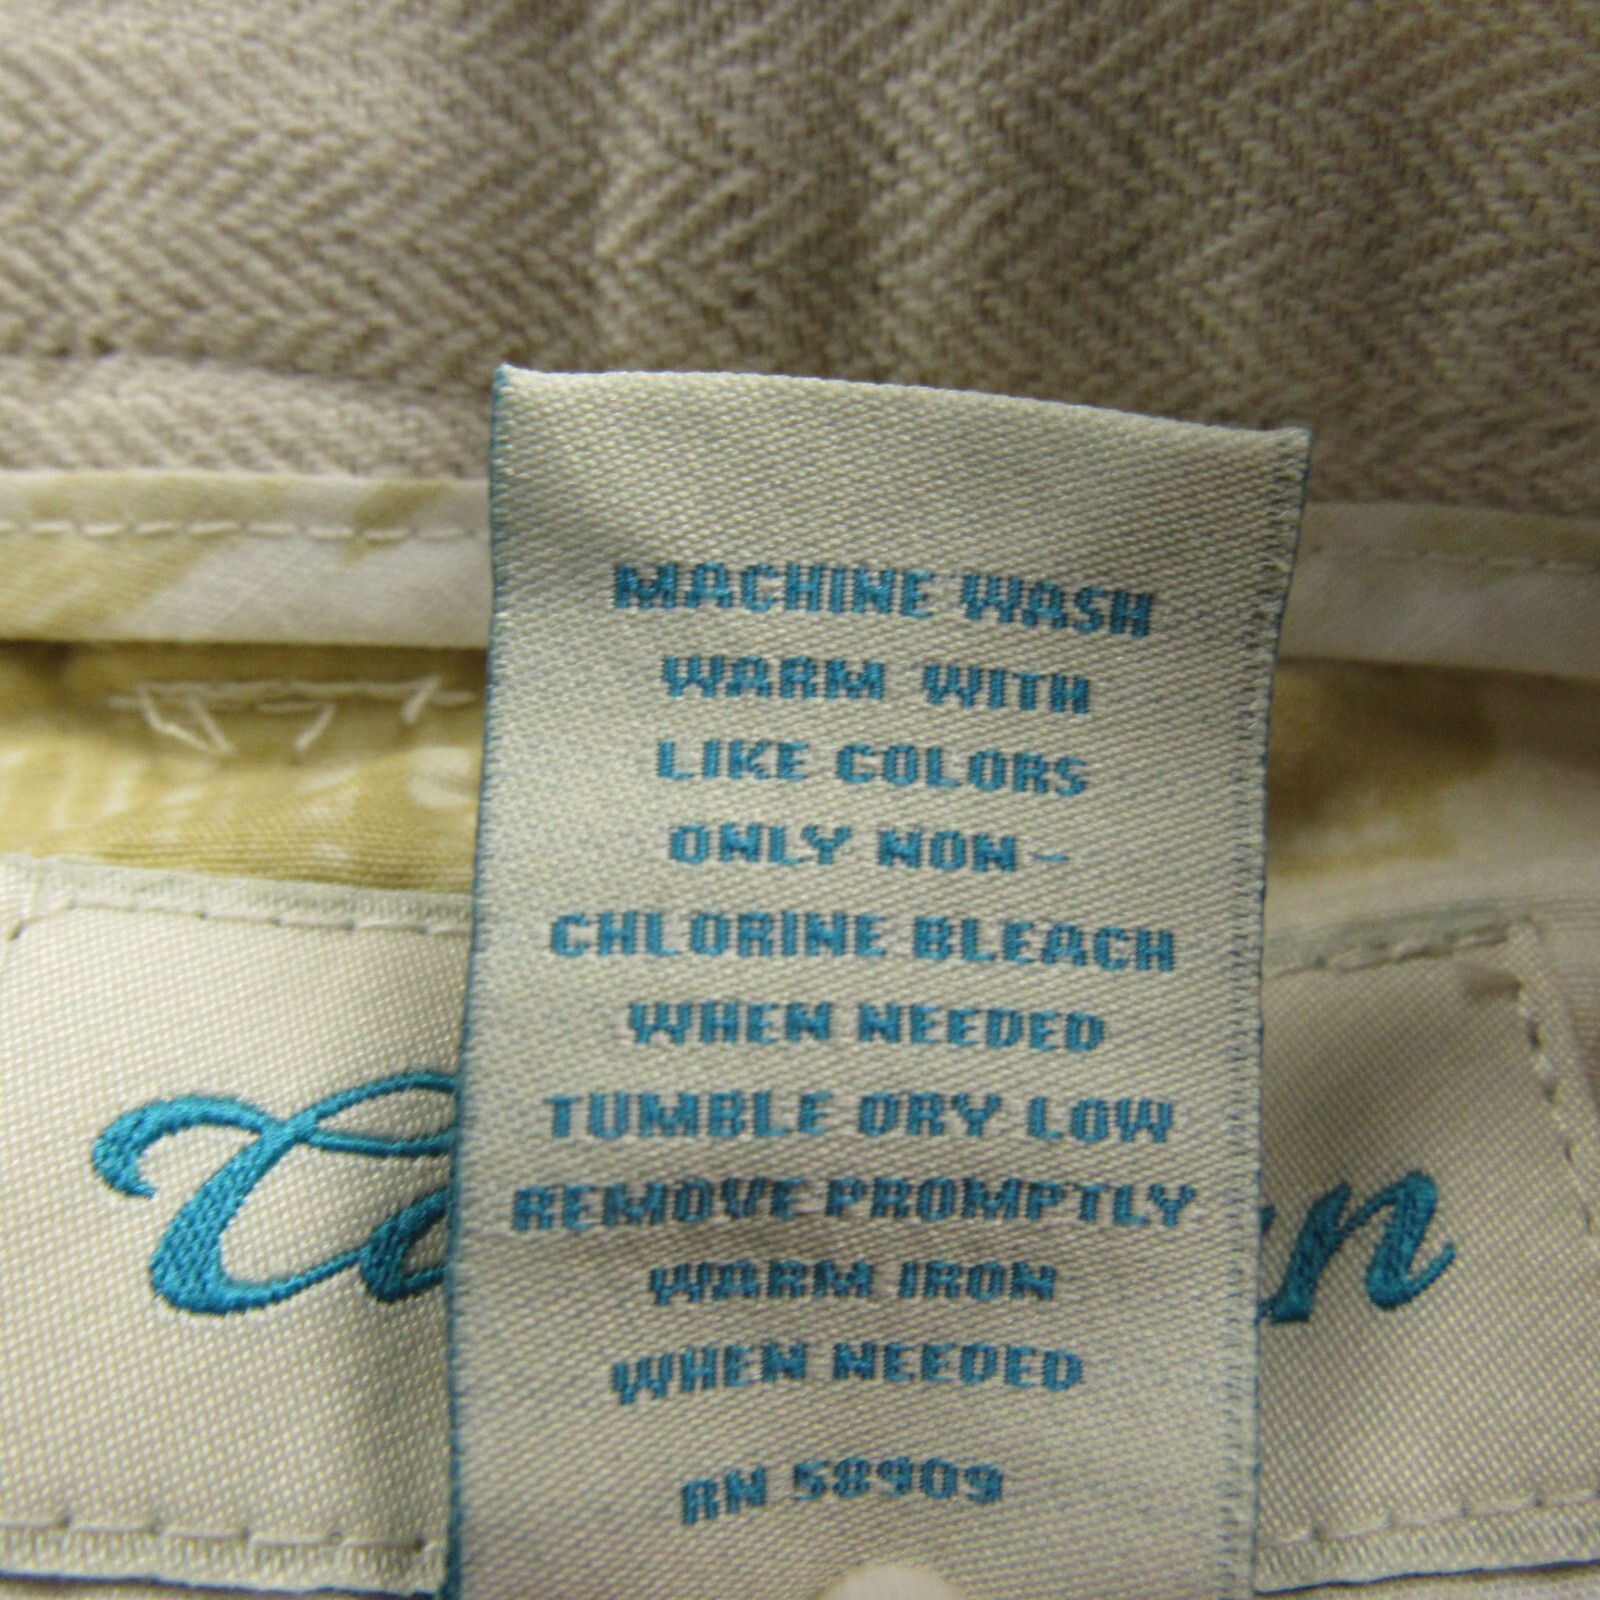 MACHINE WASH
WARM WITH
LIKE COLORS
ONLY NON-
CHLORINE BLEACH
WHEN NEEDED
TUMBLE DRY LOW
REMOVE PROMPTLY
WARM IRON
WHEN NEEDED
RN 58909